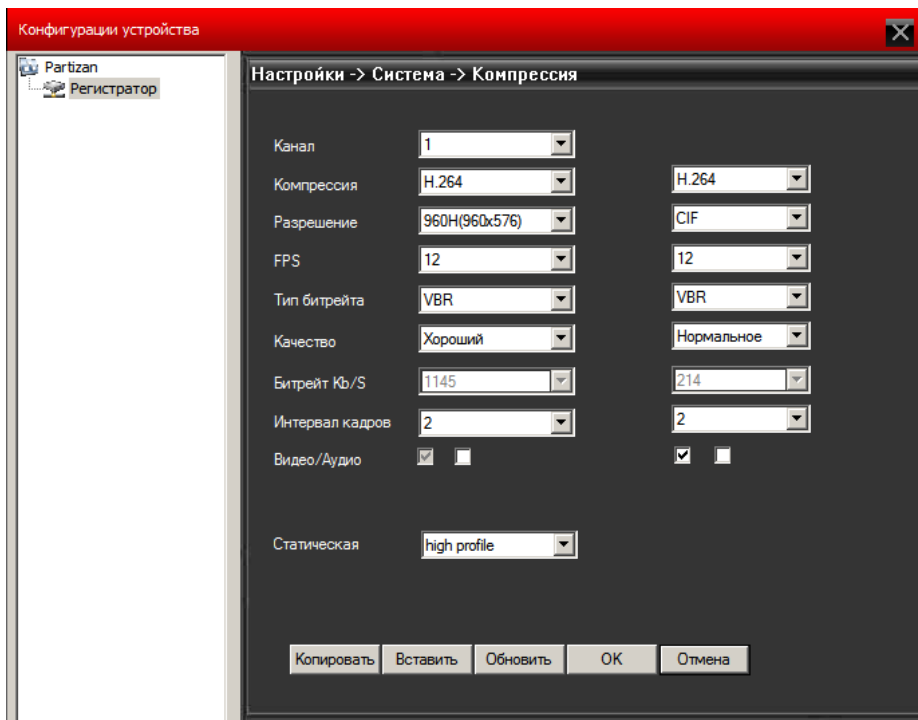 Конфигурации устройства
Partizan
Регистратор
Настройки -> Система -> Компрессия
Канал 1
Компрессия H.264 H.264
Разрешение 960H(960x576) CIF
FPS 12 12
Тип битрейта VBR VBR
Качество Хороший Нормальное
Битрейт Kb/S 1145 214
Интервал кадров 2 2
Видео/Аудио
Статическая high profile
Копировать Вставить Обновить OK Отмена